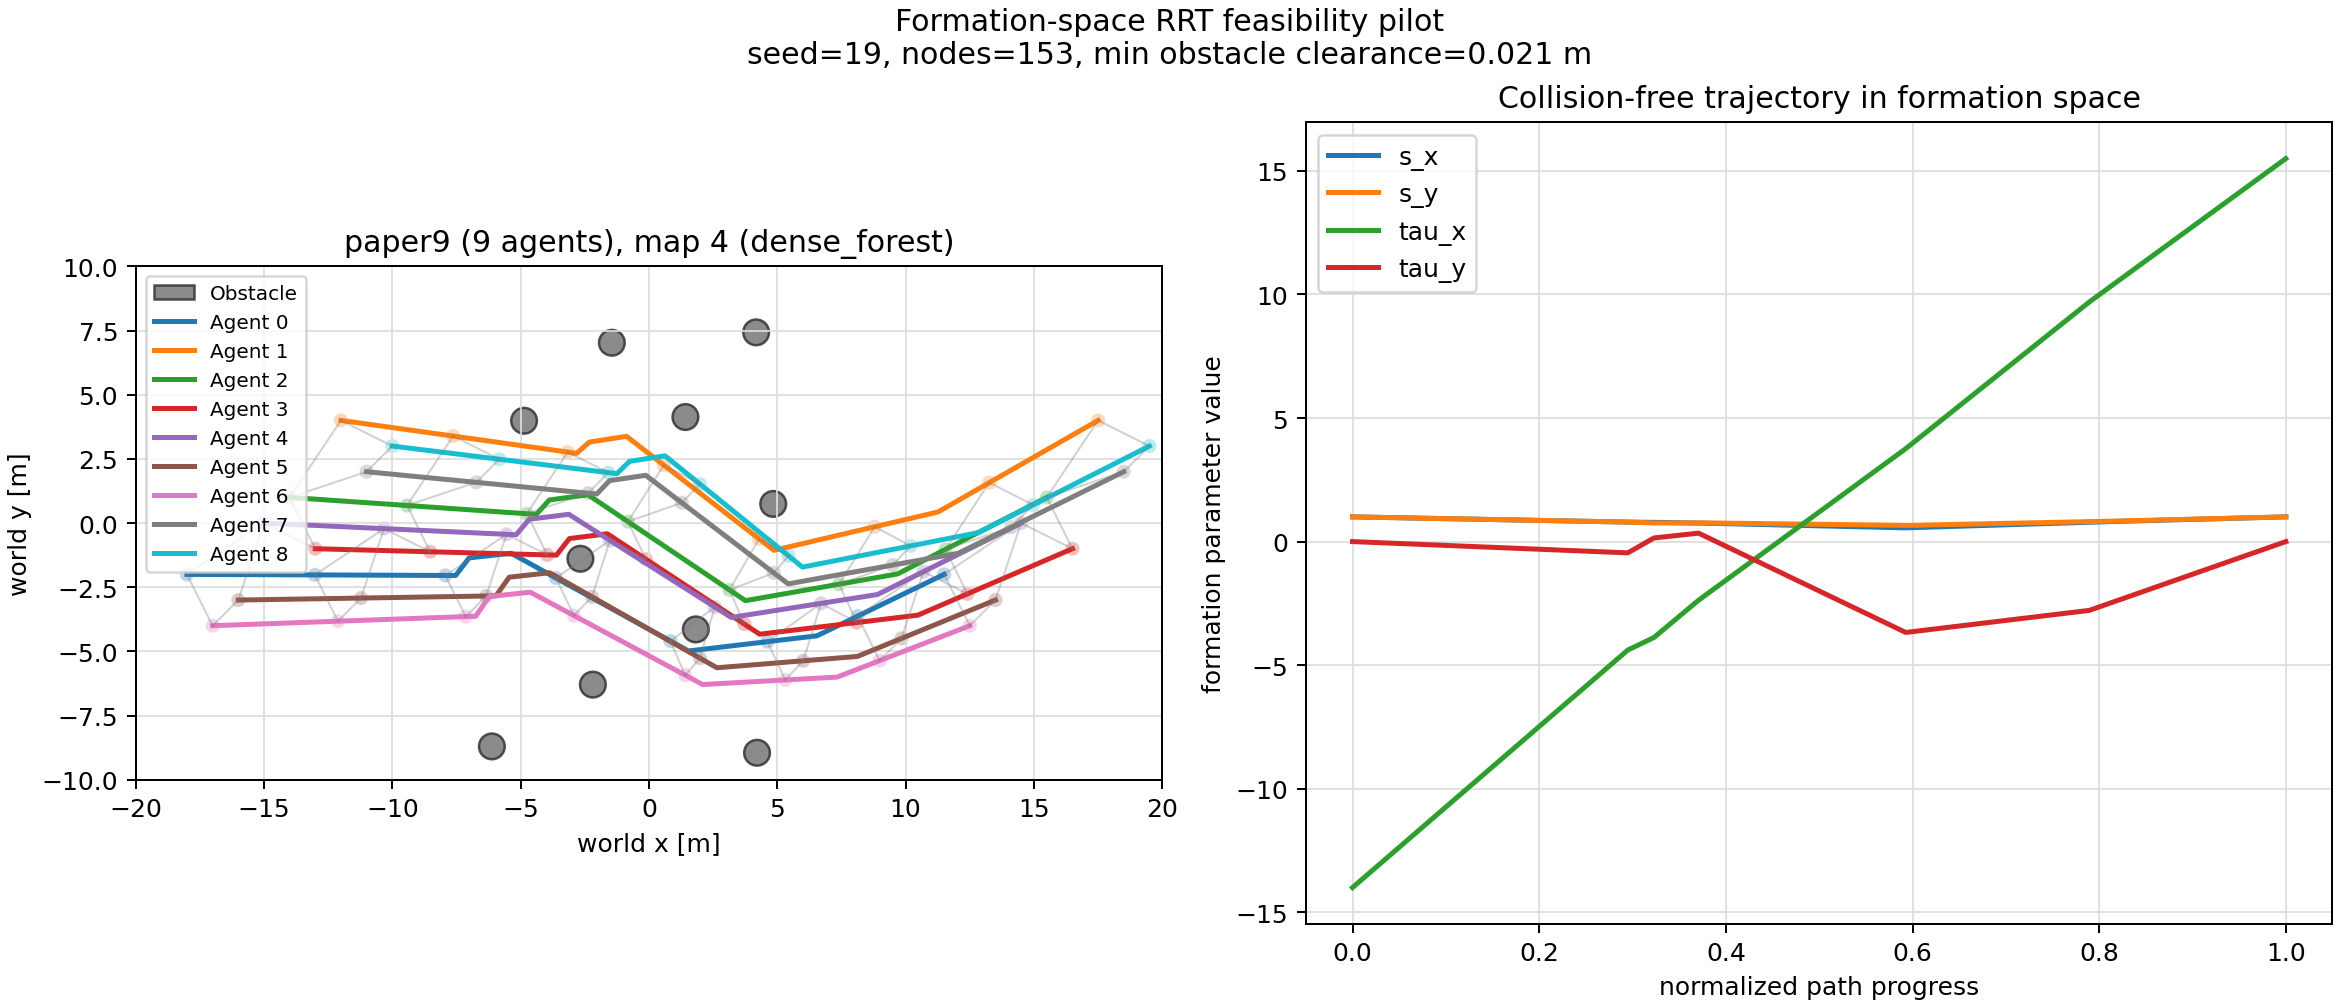 Formation-space RRT feasibility pilot
seed=19, nodes=153, min obstacle clearance=0.021 m
paper9 (9 agents), map 4 (dense_forest)
10.0
7.5
5.0
2.5
0.0
−2.5
−5.0
−7.5
−10.0
world y [m]
Obstacle
Agent 0
Agent 1
Agent 2
Agent 3
Agent 4
Agent 5
Agent 6
Agent 7
Agent 8
−20 −15 −10 −5 0 5 10 15 20
world x [m]
Collision-free trajectory in formation space
15
10
5
0
−5
−10
−15
formation parameter value
s_x
s_y
tau_x
tau_y
0.0 0.2 0.4 0.6 0.8 1.0
normalized path progress